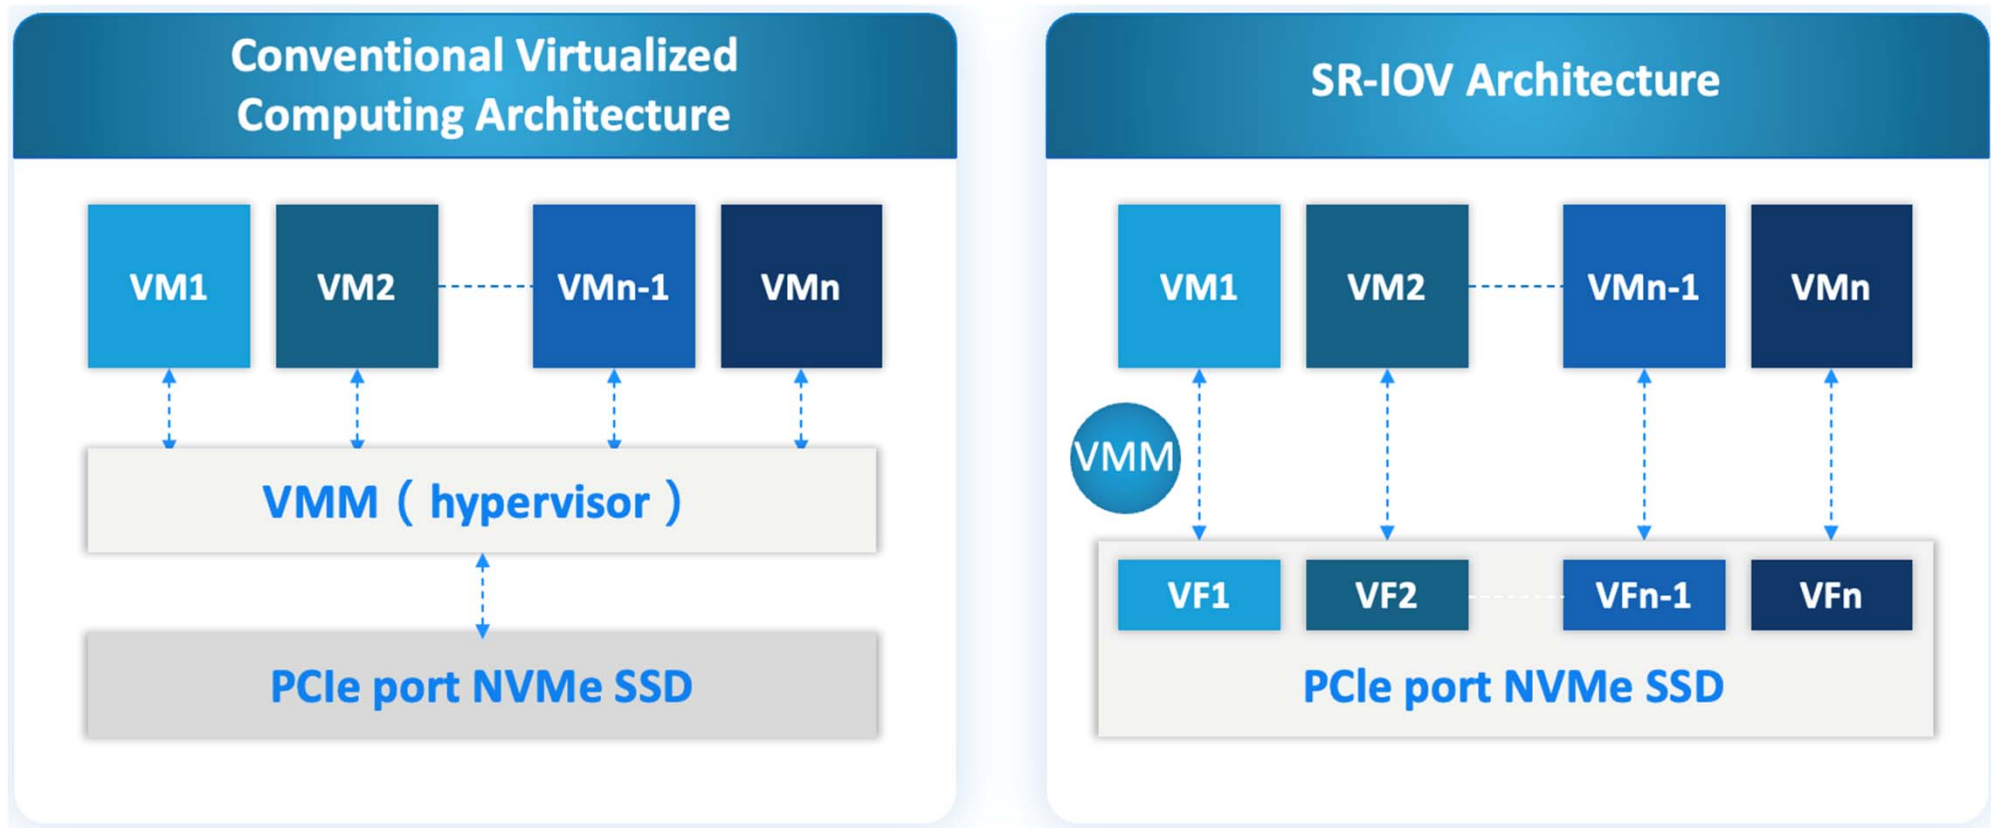 Conventional Virtualized
Computing Architecture
VM1 VM2 VMn-1 VMn
VMM ( hypervisor )
PCIe port NVMe SSD
SR-IOV Architecture
VM1 VM2 VMn-1 VMn
VMM
VF1 VF2 VFn-1 VFn
PCIe port NVMe SSD